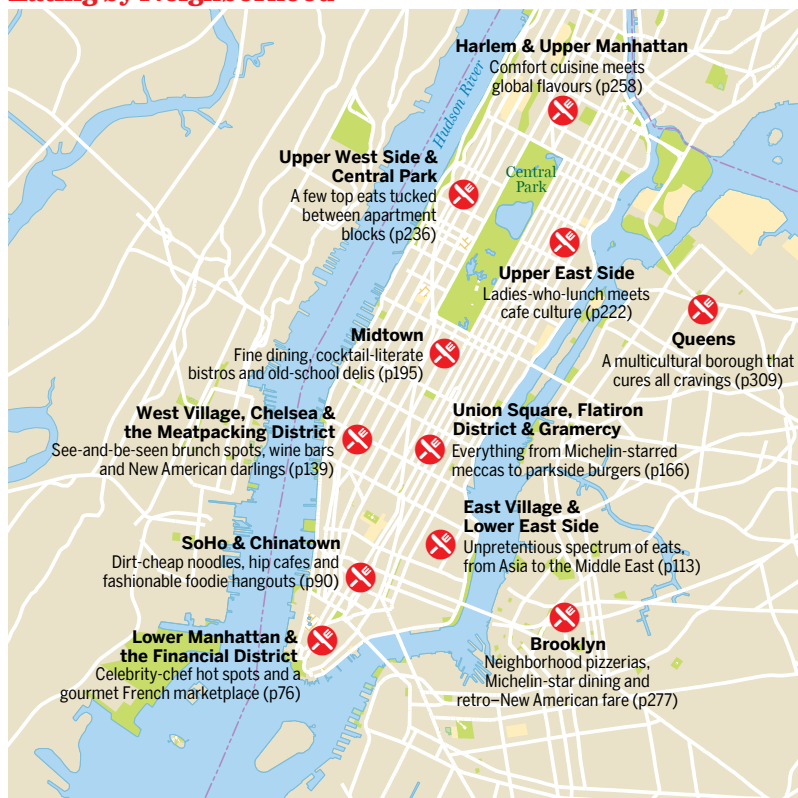 Eating by Neighborhood
Harlem & Upper Manhattan
Comfort cuisine meets
global flavours (p258)
Hudson River
Upper West Side &
Central Park
A few top eats tucked
between apartment
blocks (p236)
Central
Park
Upper East Side
Ladies-who-lunch meets
cafe culture (p222)
Queens
A multicultural borough that
cures all cravings (p309)
Midtown
Fine dining, cocktail-literate
bistros and old-school delis (p195)
West Village, Chelsea &
the Meatpacking District
See-and-be-seen brunch spots, wine bars
and New American darlings (p139)
Union Square, Flatiron
District & Gramercy
Everything from Michelin-starred
meccas to parkside burgers (p166)
East Village &
Lower East Side
Unpretentious spectrum of eats,
from Asia to the Middle East (p113)
SoHo & Chinatown
Dirt-cheap noodles, hip cafes and
fashionable foodie hangouts (p90)
Lower Manhattan &
the Financial District
Celebrity-chef hot spots and a
gourmet French marketplace (p76)
Brooklyn
Neighborhood pizzerias,
Michelin-star dining and
retro–New American fare (p277)